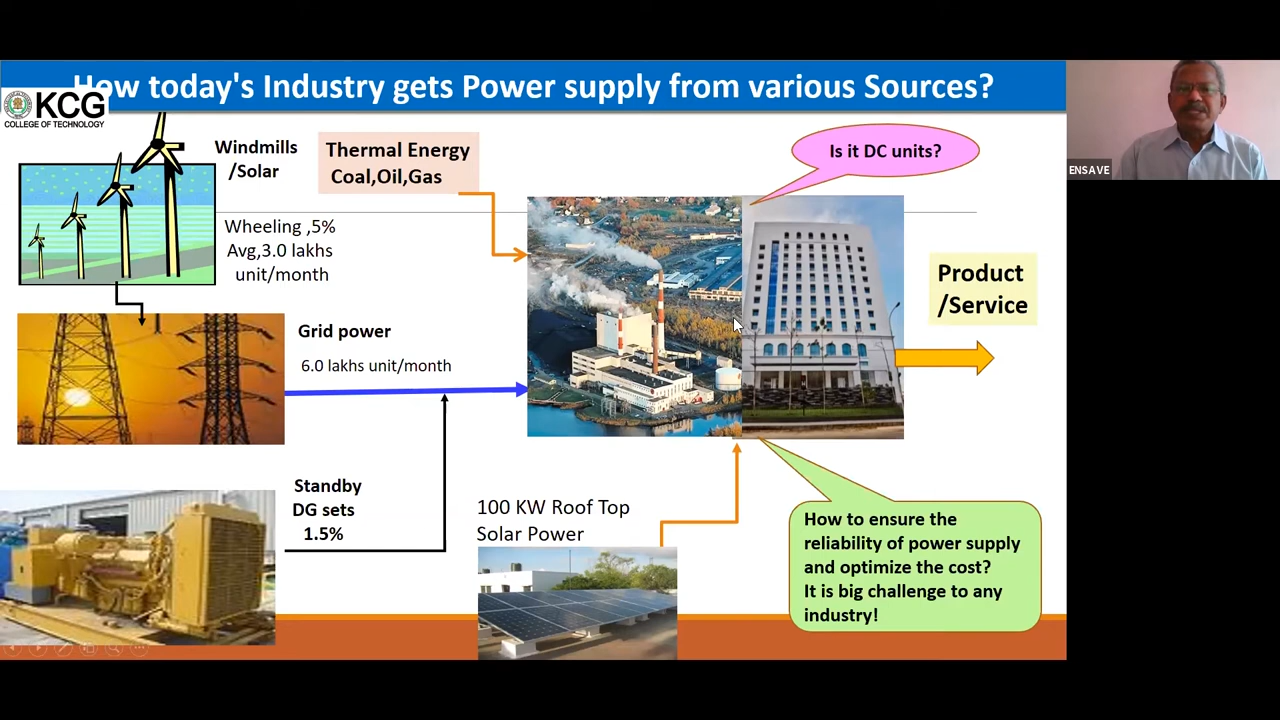 How today's Industry gets Power supply from various Sources?
KCG
COLLEGE OF TECHNOLOGY
Windmills
/Solar
Wheeling ,5%
Avg,3.0 lakhs
unit/month
Thermal Energy
Coal,Oil,Gas
Is it DC units?
ENSAVE
Product
/Service
Grid power
6.0 lakhs unit/month
Standby
DG sets
1.5%
100 KW Roof Top
Solar Power
How to ensure the
reliability of power supply
and optimize the cost?
It is big challenge to any
industry!